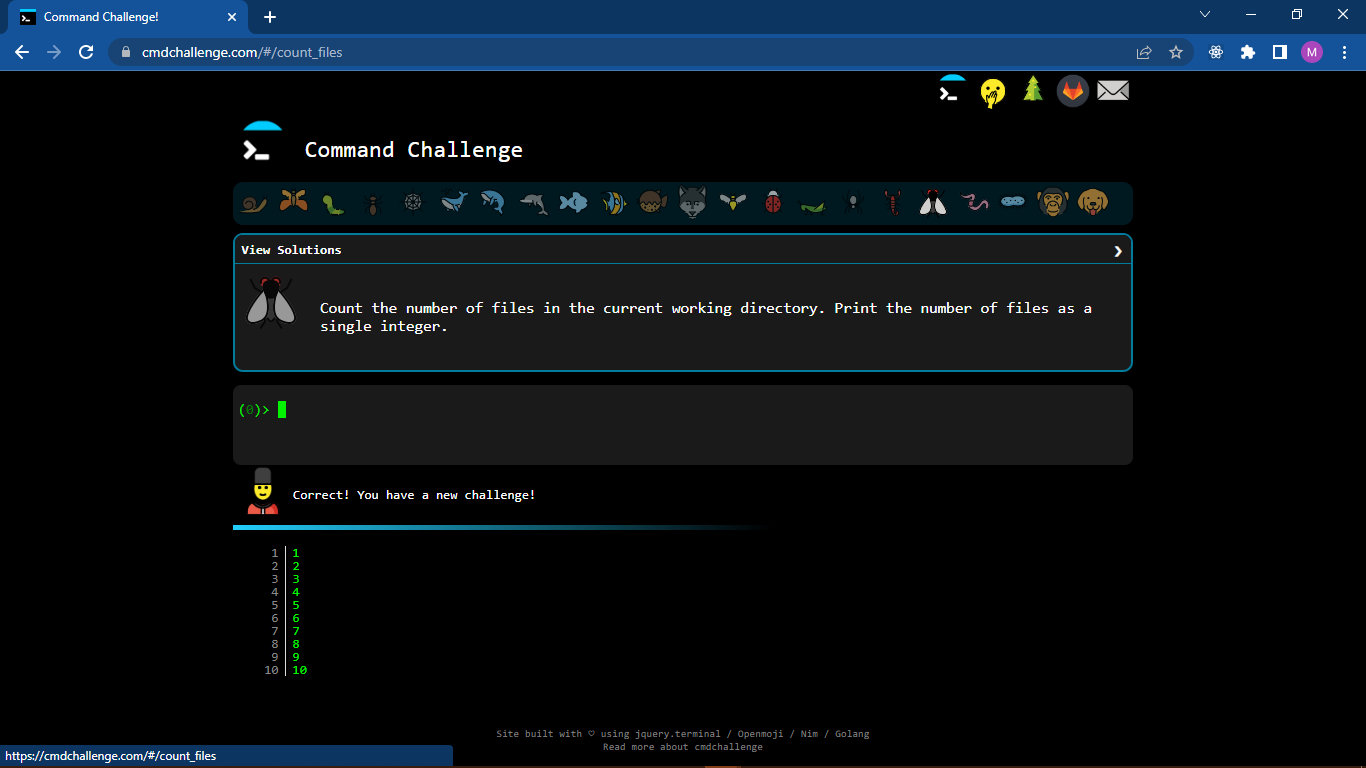 Command Challenge!
cmdchallenge.com/#/count_files
M
Command Challenge
View Solutions
Count the number of files in the current working directory. Print the number of files as a
single integer.
(0)>
Correct! You have a new challenge!
1 1
2 2
3 3
4 4
5 5
6 6
7 7
8 8
9 9
10 10
Site built with ♡ using jquery.terminal / Openmoji / Nim / Golang
Read more about cmdchallenge
https://cmdchallenge.com/#/count_files